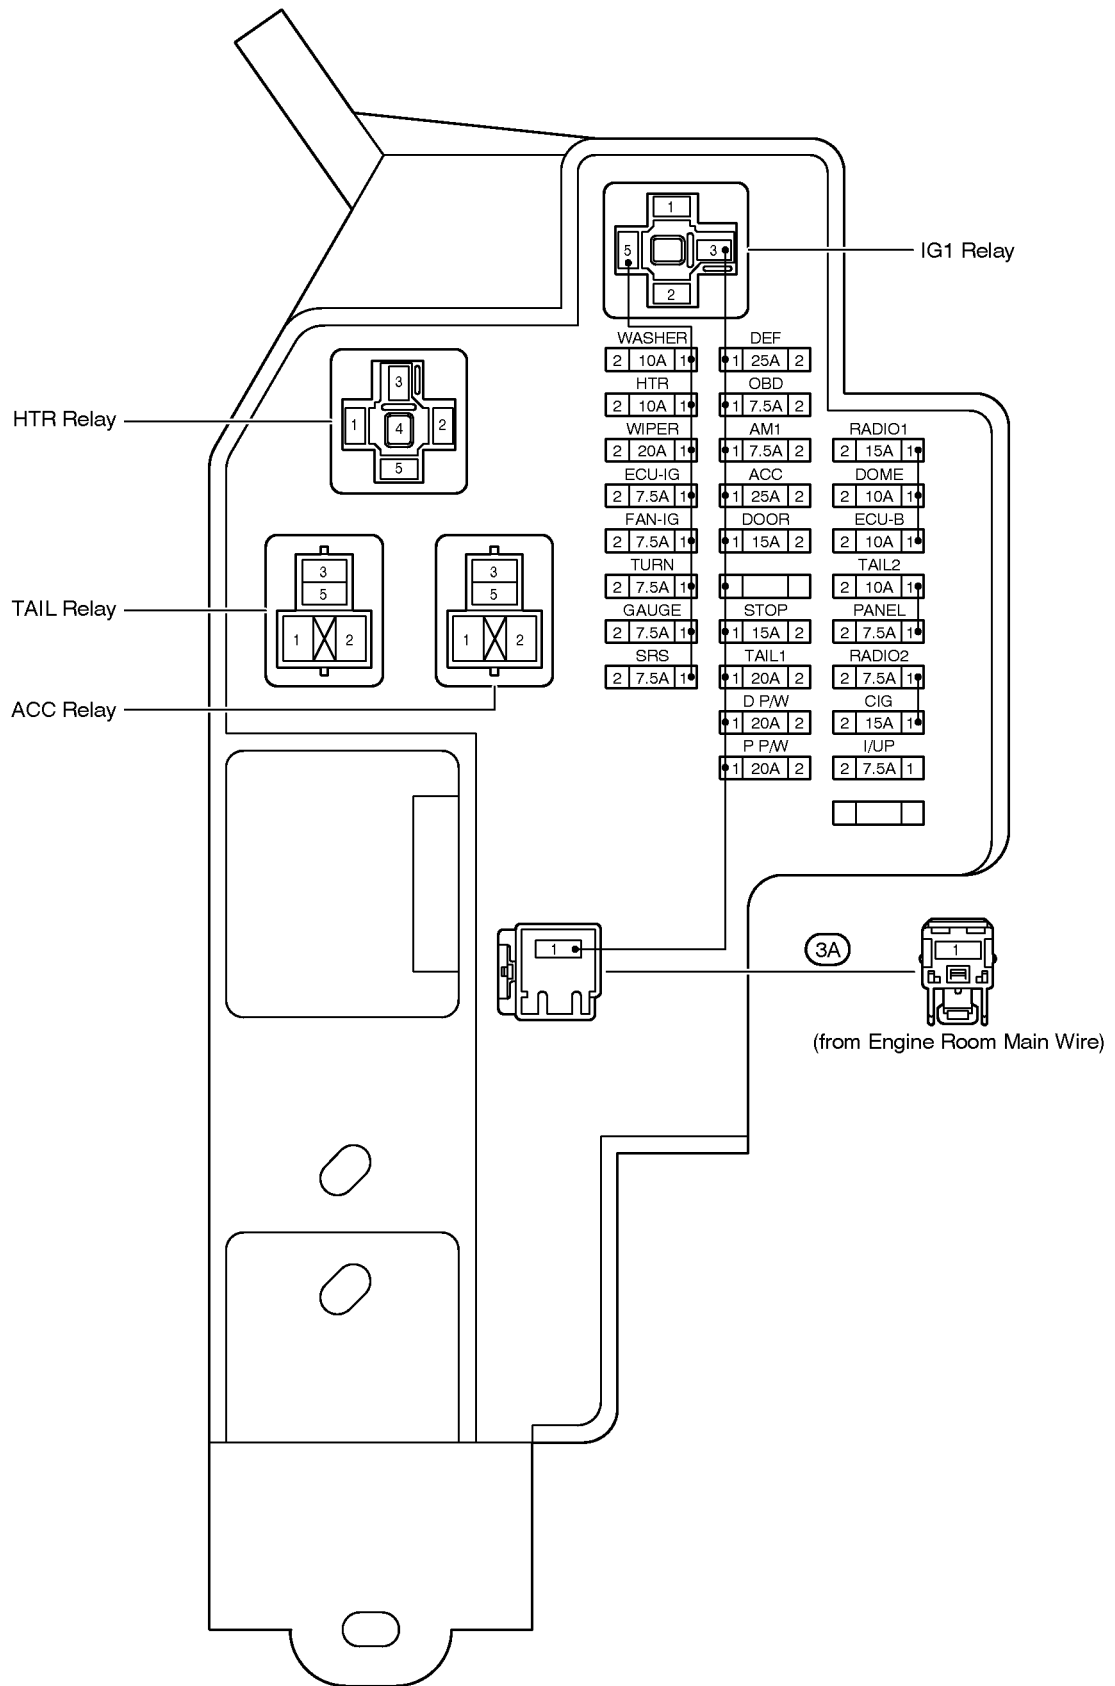 1
5
3
2
IG1 Relay
WASHER
DEF
2 10A 1
1 25A 2
HTR
OBD
2 10A 1
1 7.5A 2
WIPER
AM1
RADIO1
2 20A 1
1 7.5A 2
2 15A 1
ECU-IG
ACC
DOME
2 7.5A 1
1 25A 2
2 10A 1
FAN-IG
DOOR
ECU-B
2 7.5A 1
1 15A 2
2 10A 1
TURN
TAIL2
2 7.5A 1
2 10A 1
GAUGE
STOP
PANEL
2 7.5A 1
1 15A 2
2 7.5A 1
SRS
TAIL1
RADIO2
2 7.5A 1
1 20A 2
2 7.5A 1
D P/W
CIG
1 20A 2
2 15A 1
P P/W
I/UP
1 20A 2
2 7.5A 1
HTR Relay
3
1
4
2
5
TAIL Relay
3
5
1
2
3
5
1
2
ACC Relay
1
3A
1
(from Engine Room Main Wire)